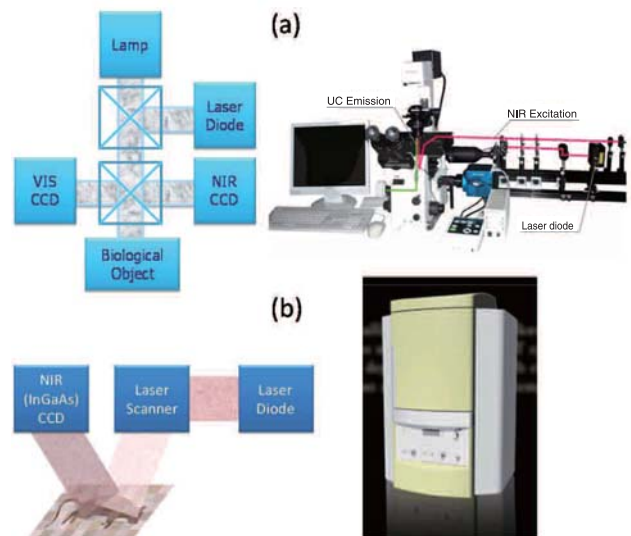 (a)
Lamp
Laser
Diode
VIS
CCD
NIR
CCD
Biological
Object
UC Emission
NIR Excitation
Laser diode
(b)
NIR
(InGaAs)
CCD
Laser
Scanner
Laser
Diode